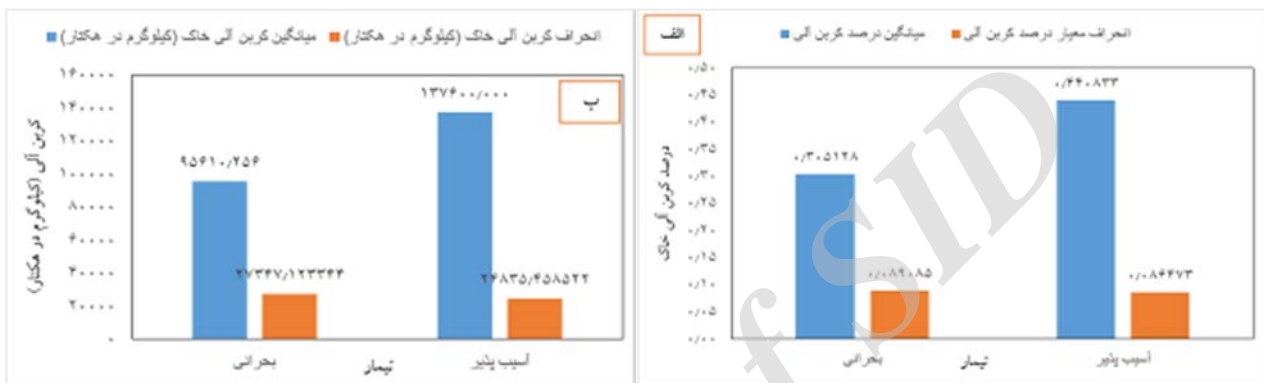 الف
میانگین درصد کربن آلی انحراف معیار درصد کربن آلی
درصد کربن آلی خاک
۰/۵۰
۰/۴۵
۰/۴۰
۰/۳۵
۰/۳۰
۰/۲۵
۰/۲۰
۰/۱۵
۰/۱۰
۰/۰۵
۰/۰۰
۰/۳۰۵۱۲۸
۰/۰۸۹۰۸۵
۰/۴۴۰۸۳۳
۰/۰۸۴۴۷۳
بحرانی
آسیب پذیر
تیمار
ب
میانگین کربن آلی خاک (کیلوگرم در هکتار) انحراف کربن آلی خاک (کیلوگرم در هکتار)
کربن آلی (کیلوگرم در هکتار)
۱۶۰۰۰۰
۱۴۰۰۰۰
۱۲۰۰۰۰
۱۰۰۰۰۰
۸۰۰۰۰
۶۰۰۰۰
۴۰۰۰۰
۲۰۰۰۰
۰
۹۵۶۱۰/۲۵۶
۲۷۳۴۷/۱۲۳۳۴۴
۱۳۷۴۰۰/۰۰۰
۲۴۸۳۵/۴۵۸۵۲۲
بحرانی
آسیب پذیر
تیمار
f SID